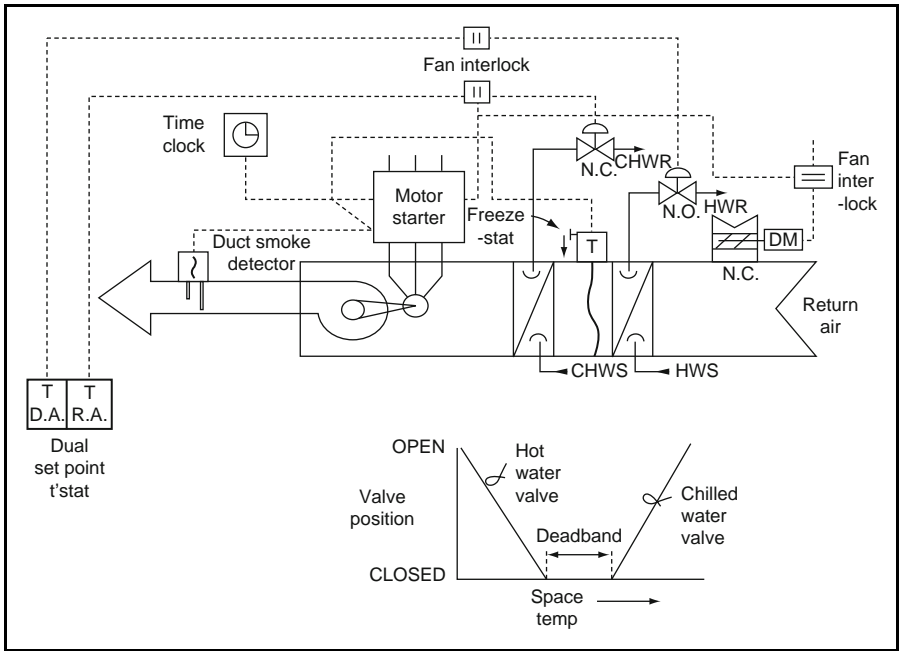 Fan interlock
Time
clock
Motor
starter
Duct smoke
detector
Freeze
-stat
T
N.C.
CHWR
N.O.
HWR
Fan
inter
-lock
DM
N.C.
Return
air
CHWS
HWS
T
D.A.
T
R.A.
Dual
set point
t'stat
OPEN
Valve
position
CLOSED
Hot
water
valve
Deadband
Chilled
water
valve
Space
temp